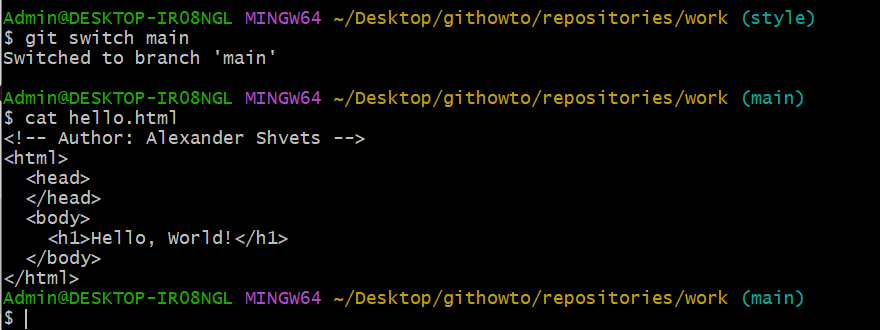 Admin@DESKTOP-IRO8NGL MINGW64 ~/Desktop/githowto/repositories/work (style)
$ git switch main
Switched to branch 'main'

Admin@DESKTOP-IRO8NGL MINGW64 ~/Desktop/githowto/repositories/work (main)
$ cat hello.html
<!-- Author: Alexander Shvets -->
<html>
  <head>
  </head>
  <body>
    <h1>Hello, World!</h1>
  </body>
</html>
Admin@DESKTOP-IRO8NGL MINGW64 ~/Desktop/githowto/repositories/work (main)
$